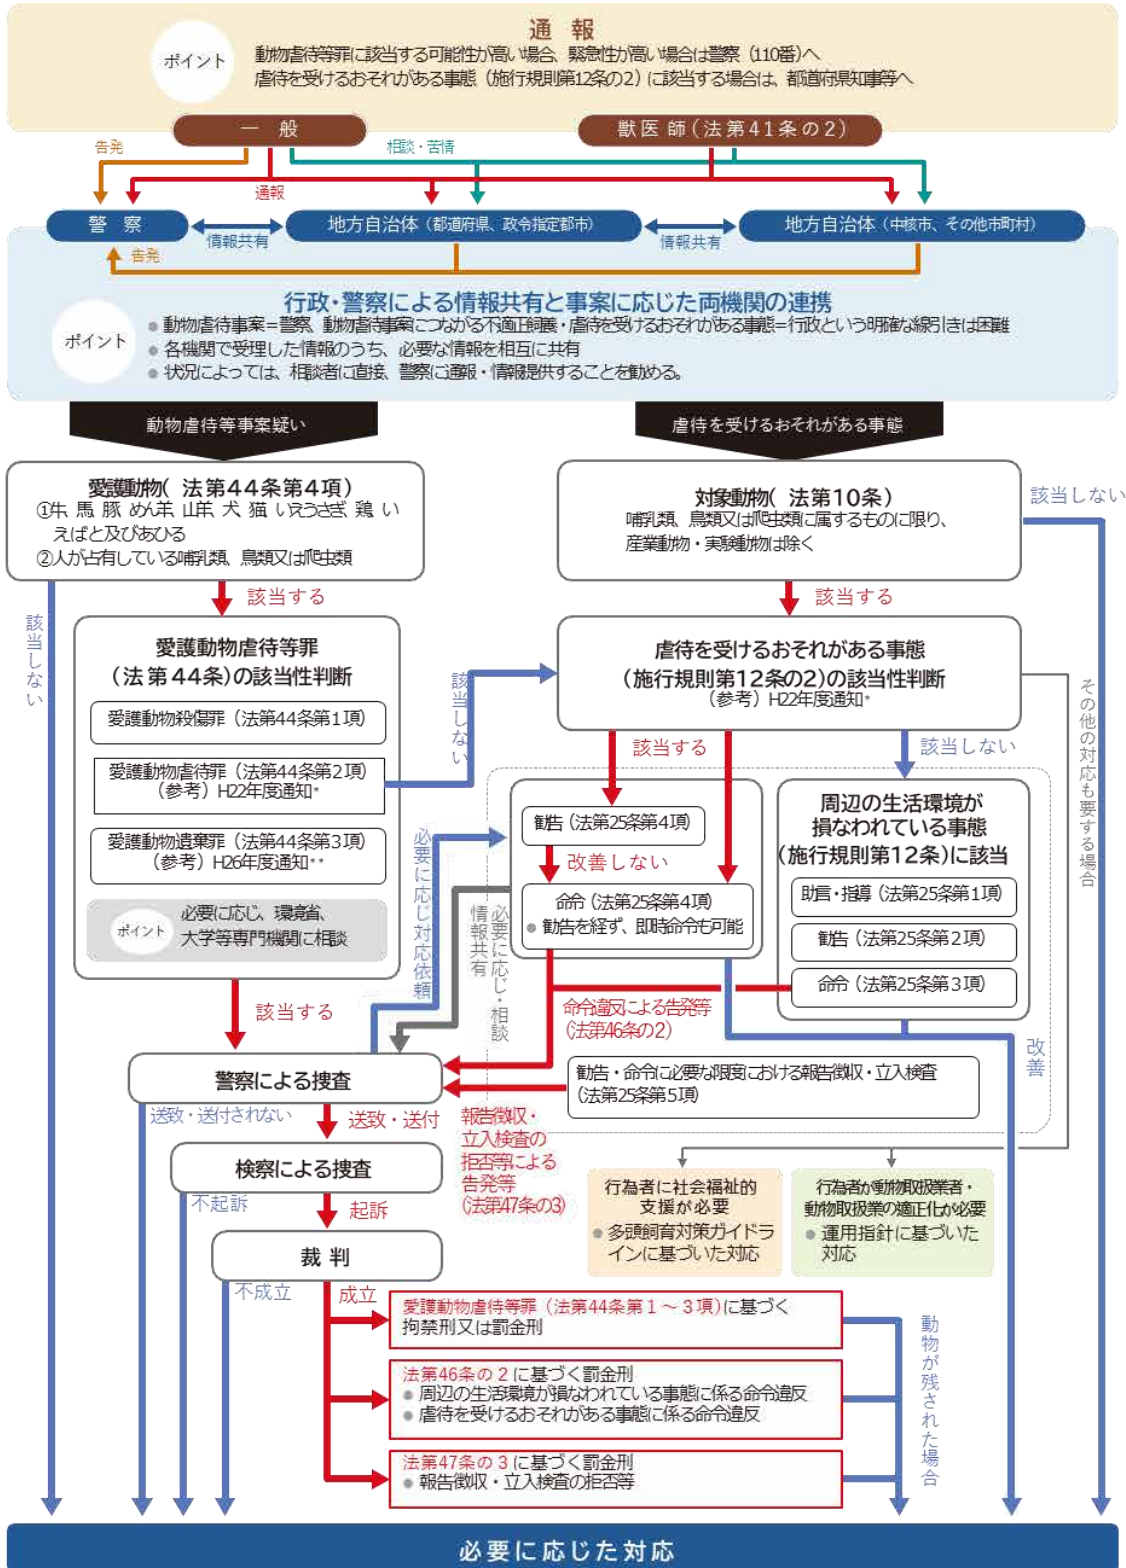 通報
ポイント
動物虐待等罪に該当する可能性が高い場合、緊急性が高い場合は警察（110番）へ
虐待を受けるおそれがある事態（施行規則第12条の2）に該当する場合は、都道府県知事等へ
一般
獣医師（法第41条の2）
告発
相談・苦情
通報
警察
情報共有
地方自治体（都道府県、政令指定都市）
情報共有
地方自治体（中核市、その他市町村）
告発
行政・警察による情報共有と事案に応じた両機関の連携
ポイント
● 動物虐待事案＝警察、動物虐待事案につながる不適正飼養・虐待を受けるおそれがある事態＝行政という明確な線引きは困難
● 各機関で受理した情報のうち、必要な情報を相互に共有
● 状況によっては、相談者に直接、警察に通報・情報提供することを勧める。
動物虐待等事案疑い
虐待を受けるおそれがある事態
愛護動物（法第44条第4項）
①牛、馬、豚、めん羊、山羊、犬、猫、いえうさぎ、鶏、い
えばと及びあひる
②人が占有している哺乳類、鳥類又は爬虫類
対象動物（法第10条）
哺乳類、鳥類又は爬虫類に属するものに限り、
産業動物・実験動物は除く
該当しない
該当する
該当する
該当しない
愛護動物虐待等罪
（法第44条）の該当性判断
愛護動物殺傷罪（法第44条第1項）
愛護動物虐待罪（法第44条第2項）
（参考）H22年度通知*
愛護動物遺棄罪（法第44条第3項）
（参考）H26年度通知**
ポイント
必要に応じ、環境省、
大学等専門機関に相談
該当しない
虐待を受けるおそれがある事態
（施行規則第12条の2）の該当性判断
（参考）H22年度通知*
その他の対応も要する場合
該当する
該当しない
勧告（法第25条第4項）
改善しない
命令（法第25条第4項）
● 勧告を経ず、即時命令も可能
周辺の生活環境が
損なわれている事態
（施行規則第12条）に該当
助言・指導（法第25条第1項）
勧告（法第25条第2項）
命令（法第25条第3項）
必要に応じ対応依頼
必要に応じ・相談
情報共有
該当する
命令違反による告発等
（法第46条の2）
改善
警察による捜査
勧告・命令に必要な限度における報告徴収・立入検査
（法第25条第5項）
送致・送付されない
送致・送付
報告徴収・
立入検査の
拒否等による
告発等
（法第47条の3）
検察による捜査
不起訴
起訴
行為者に社会福祉的
支援が必要
● 多頭飼育対策ガイドラ
インに基づいた対応
行為者が動物取扱業者・
動物取扱業の適正化が必要
● 運用指針に基づいた
対応
裁判
不成立
成立
愛護動物虐待等罪（法第44条第1～3項）に基づく
拘禁刑又は罰金刑
法第46条の2に基づく罰金刑
● 周辺の生活環境が損なわれている事態に係る命令違反
● 虐待を受けるおそれがある事態に係る命令違反
法第47条の3に基づく罰金刑
● 報告徴収・立入検査の拒否等
動物が残された場合
必要に応じた対応